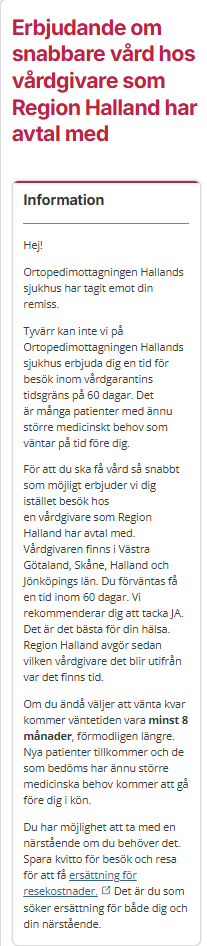 Erbjudande om
snabbare vård hos
vårdgivare som
Region Halland har
avtal med
Information
Hej!
Ortopedimottagningen Hallands
sjukhus har tagit emot din
remiss.
Tyvärr kan inte vi på
Ortopedimottagningen Hallands
sjukhus erbjuda dig en tid för
besök inom vårdgarantins
tidsgräns på 60 dagar. Det
är många patienter med ännu
större medicinskt behov som
väntar på tid före dig.
För att du ska få vård så snabbt
som möjligt erbjuder vi dig
istället besök hos
en vårdgivare som Region
Halland har avtal med.
Vårdgivaren finns i Västra
Götaland, Skåne, Halland och
Jönköpings län. Du förväntas få
en tid inom 60 dagar. Vi
rekommenderar dig att tacka JA.
Det är det bästa för din hälsa.
Region Halland avgör sedan
vilken vårdgivare det blir utifrån
var det finns tid.
Om du ändå väljer att vänta kvar
kommer väntetiden vara minst 8
månader, förmodligen längre.
Nya patienter tillkommer och de
som bedöms har ännu större
medicinska behov kommer att gå
före dig i kön.
Du har möjlighet att ta med en
närstående om du behöver det.
Spara kvitto för besök och resa
för att få ersättning för
resekostnader. Det är du som
söker ersättning för både dig och
din närstående.